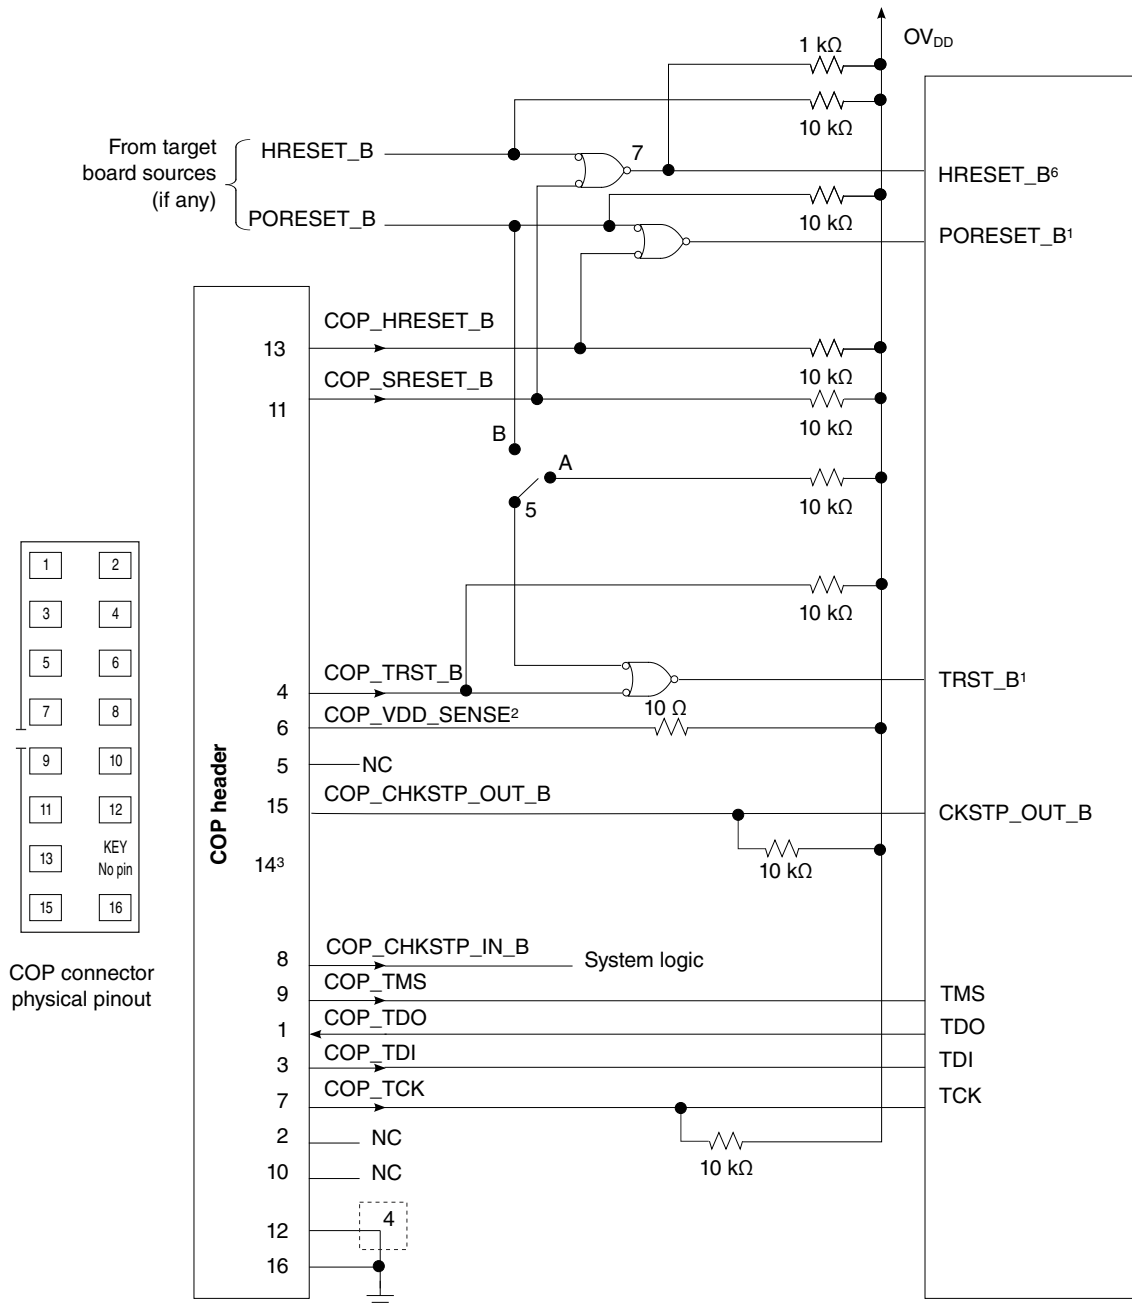 OVDD
1 kΩ
10 kΩ
From target
board sources
(if any)
HRESET_B
7
HRESET_B6
PORESET_B
10 kΩ
PORESET_B1
COP_HRESET_B
13
10 kΩ
COP_SRESET_B
11
10 kΩ
B
A
5
10 kΩ
10 kΩ
1
2
3
4
5
6
7
8
9
10
11
12
13
KEY
No pin
15
16
COP connector
physical pinout
COP header
COP_TRST_B
4
TRST_B1
10 Ω
COP_VDD_SENSE2
6
5
NC
COP_CHKSTP_OUT_B
15
CKSTP_OUT_B
143
10 kΩ
COP_CHKSTP_IN_B
8
System logic
COP_TMS
9
TMS
COP_TDO
1
TDO
COP_TDI
3
TDI
COP_TCK
7
TCK
2
NC
10 kΩ
10
NC
4
12
16